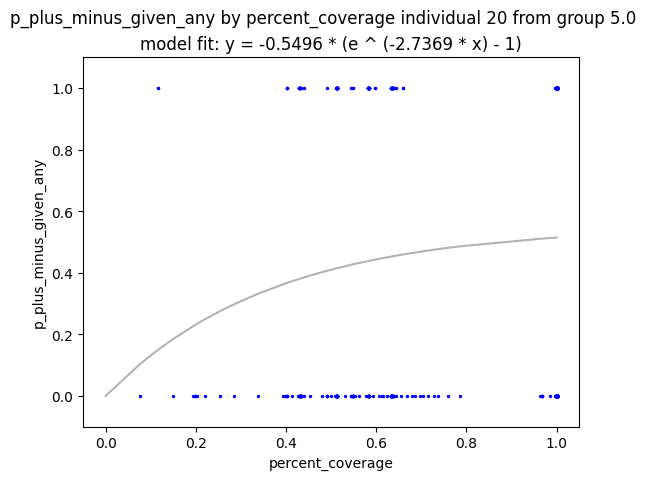 p_plus_minus_given_any by percent_coverage individual 20 from group 5.0
model fit: y = -0.5496 * (e ^ (-2.7369 * x) - 1)
1.0
0.8
0.6
0.4
0.2
0.0
p_plus_minus_given_any
0.0 0.2 0.4 0.6 0.8 1.0
percent_coverage